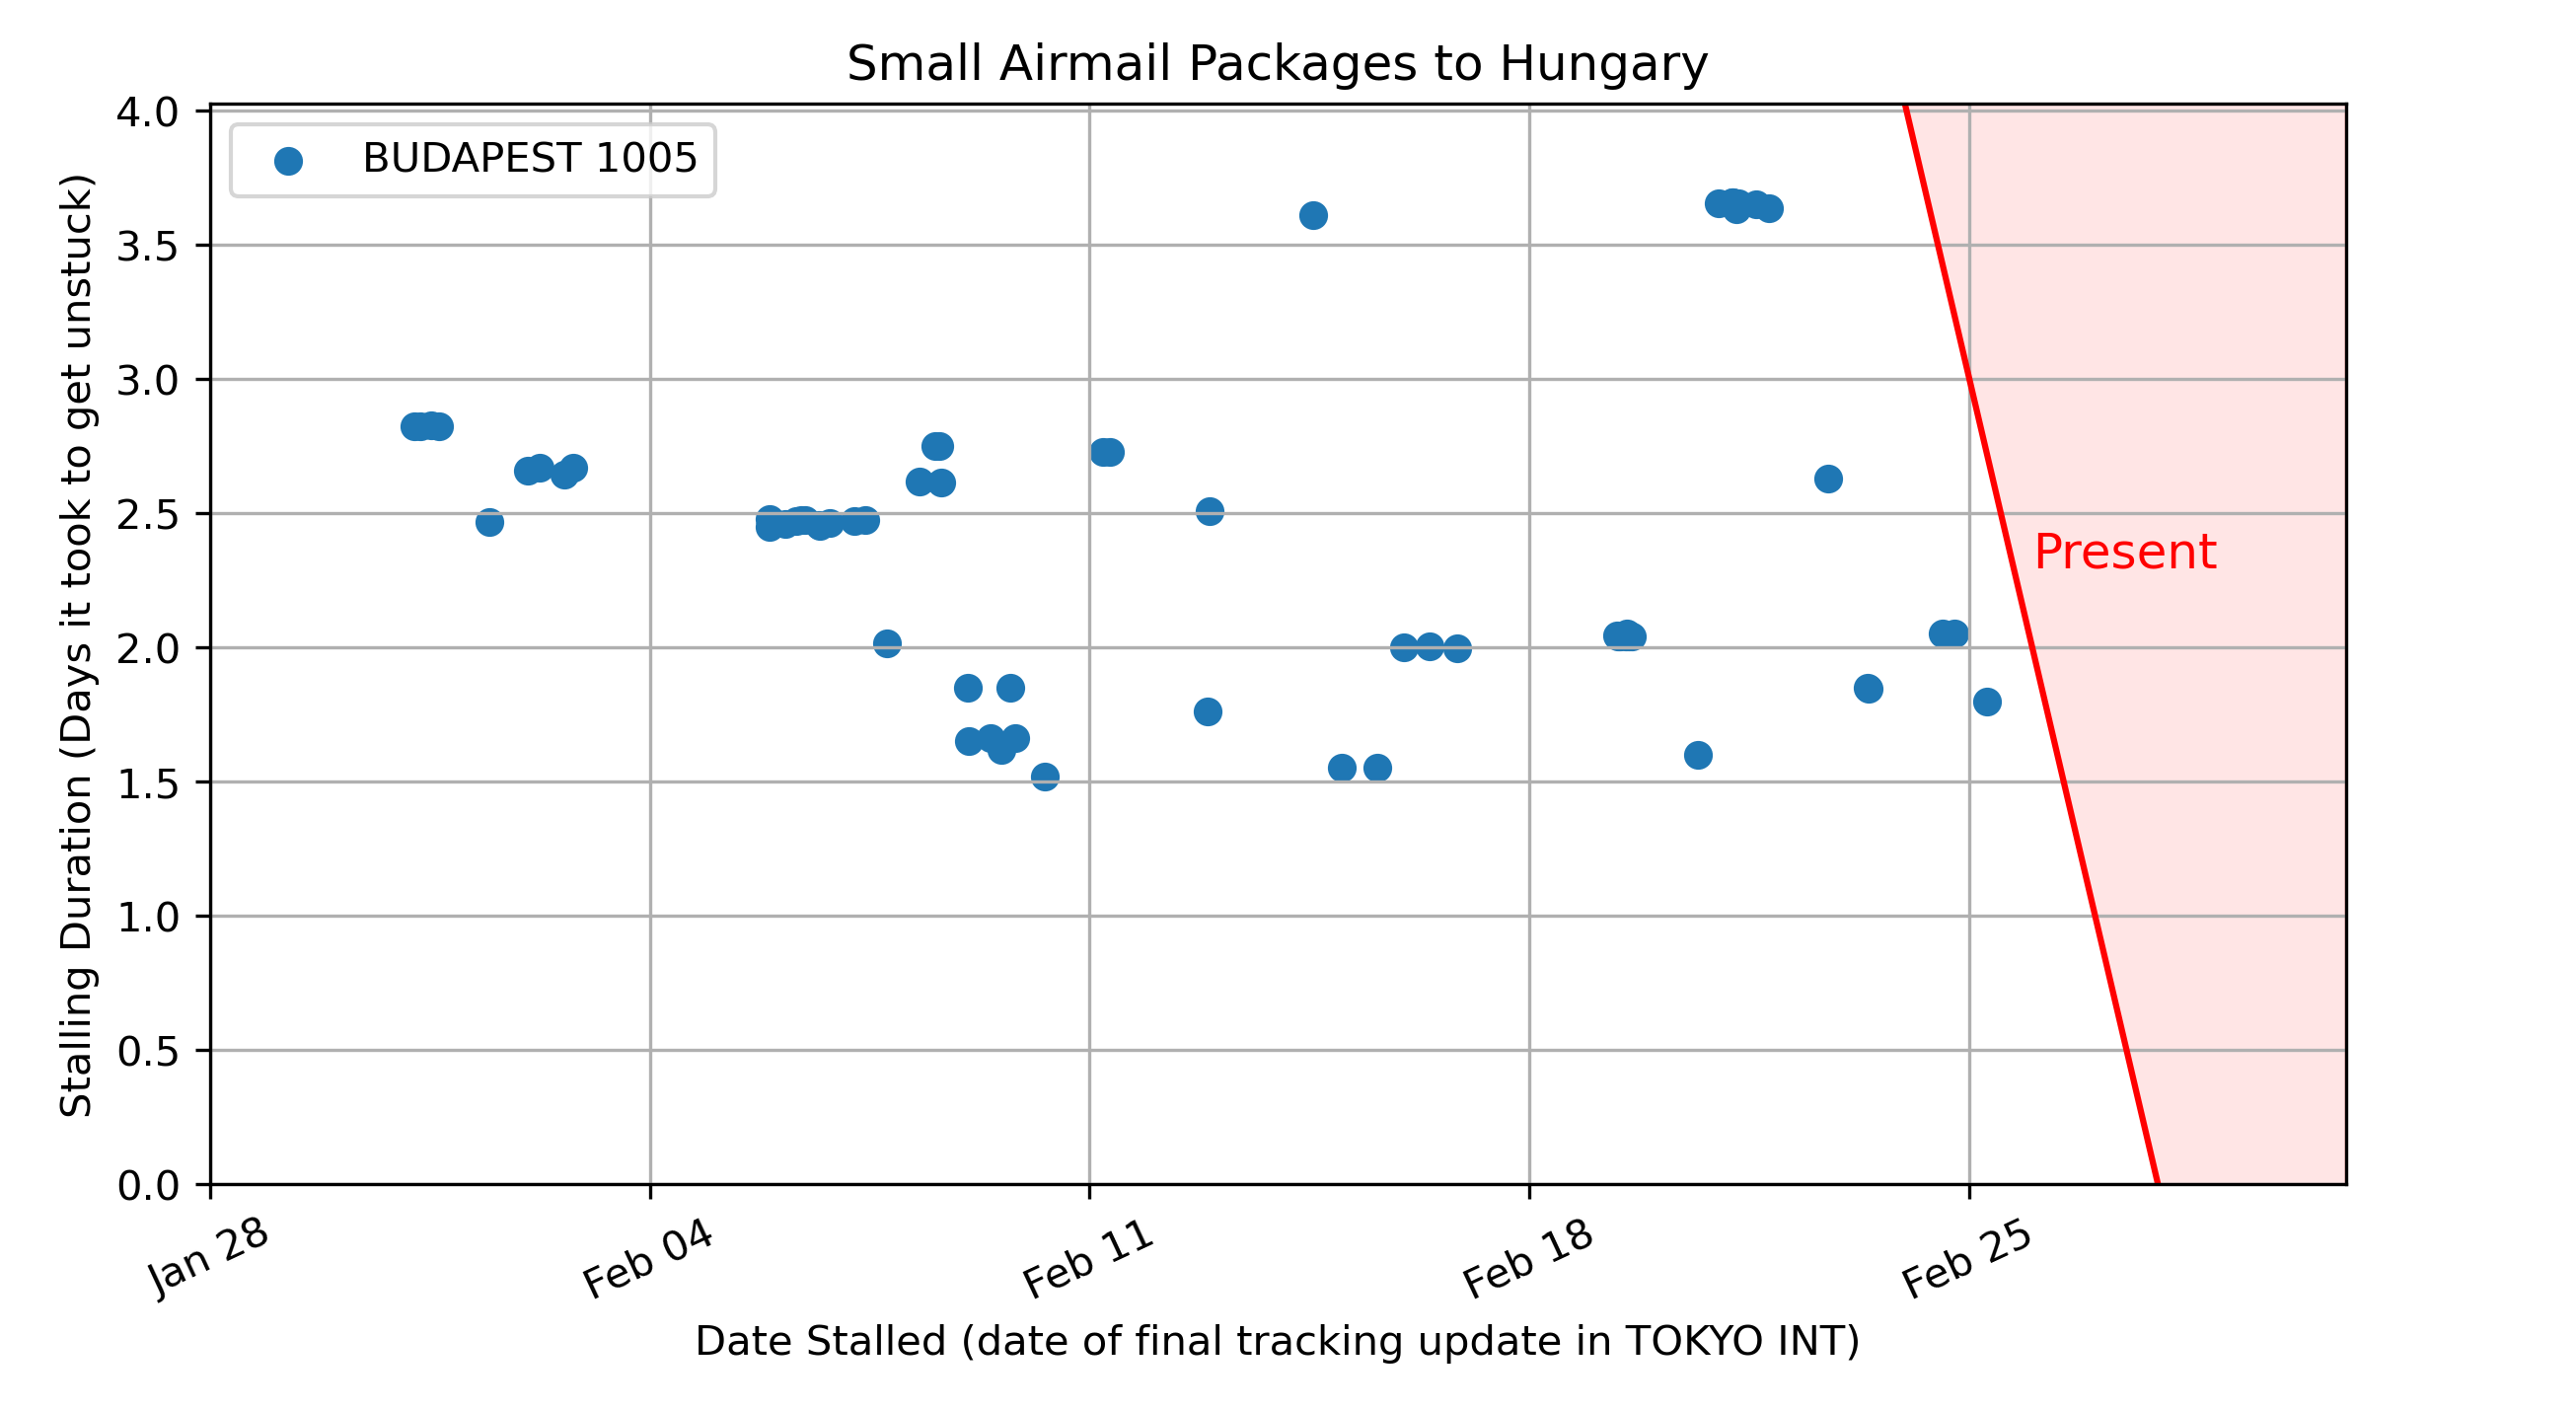 Small Airmail Packages to Hungary
BUDAPEST 1005
Stalling Duration (Days it took to get unstuck)
4.0
3.5
3.0
2.5
2.0
1.5
1.0
0.5
0.0
Present
Jan 28
Feb 04
Feb 11
Feb 18
Feb 25
Date Stalled (date of final tracking update in TOKYO INT)